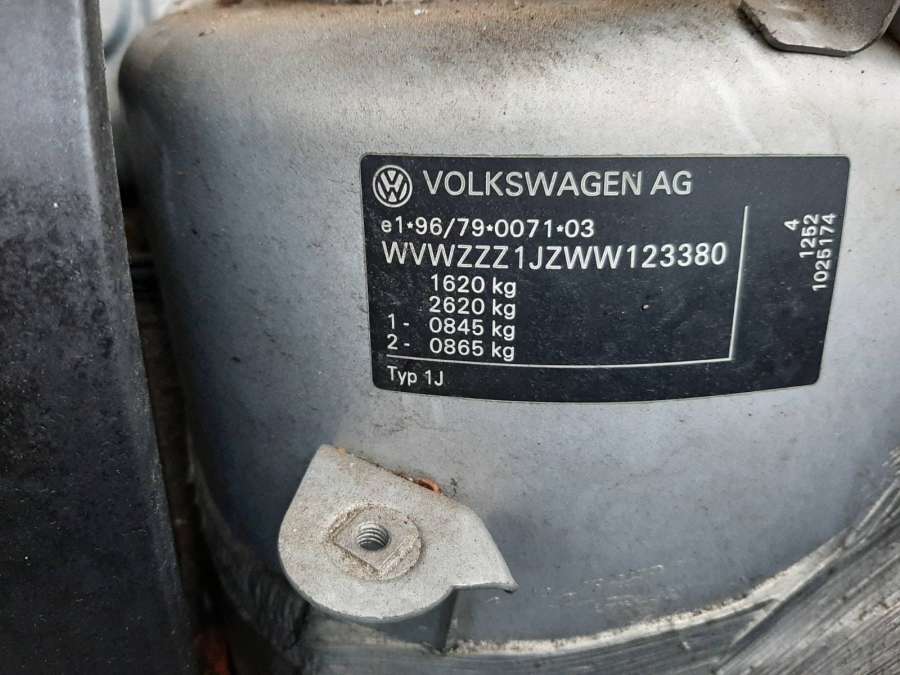 VOLKSWAGEN AG
e1*96/79*0071*03
WVWZZZ1JZWW123380
1620 kg
2620 kg
1 - 0845 kg
2 - 0865 kg
Typ 1J
4
1252
1025174